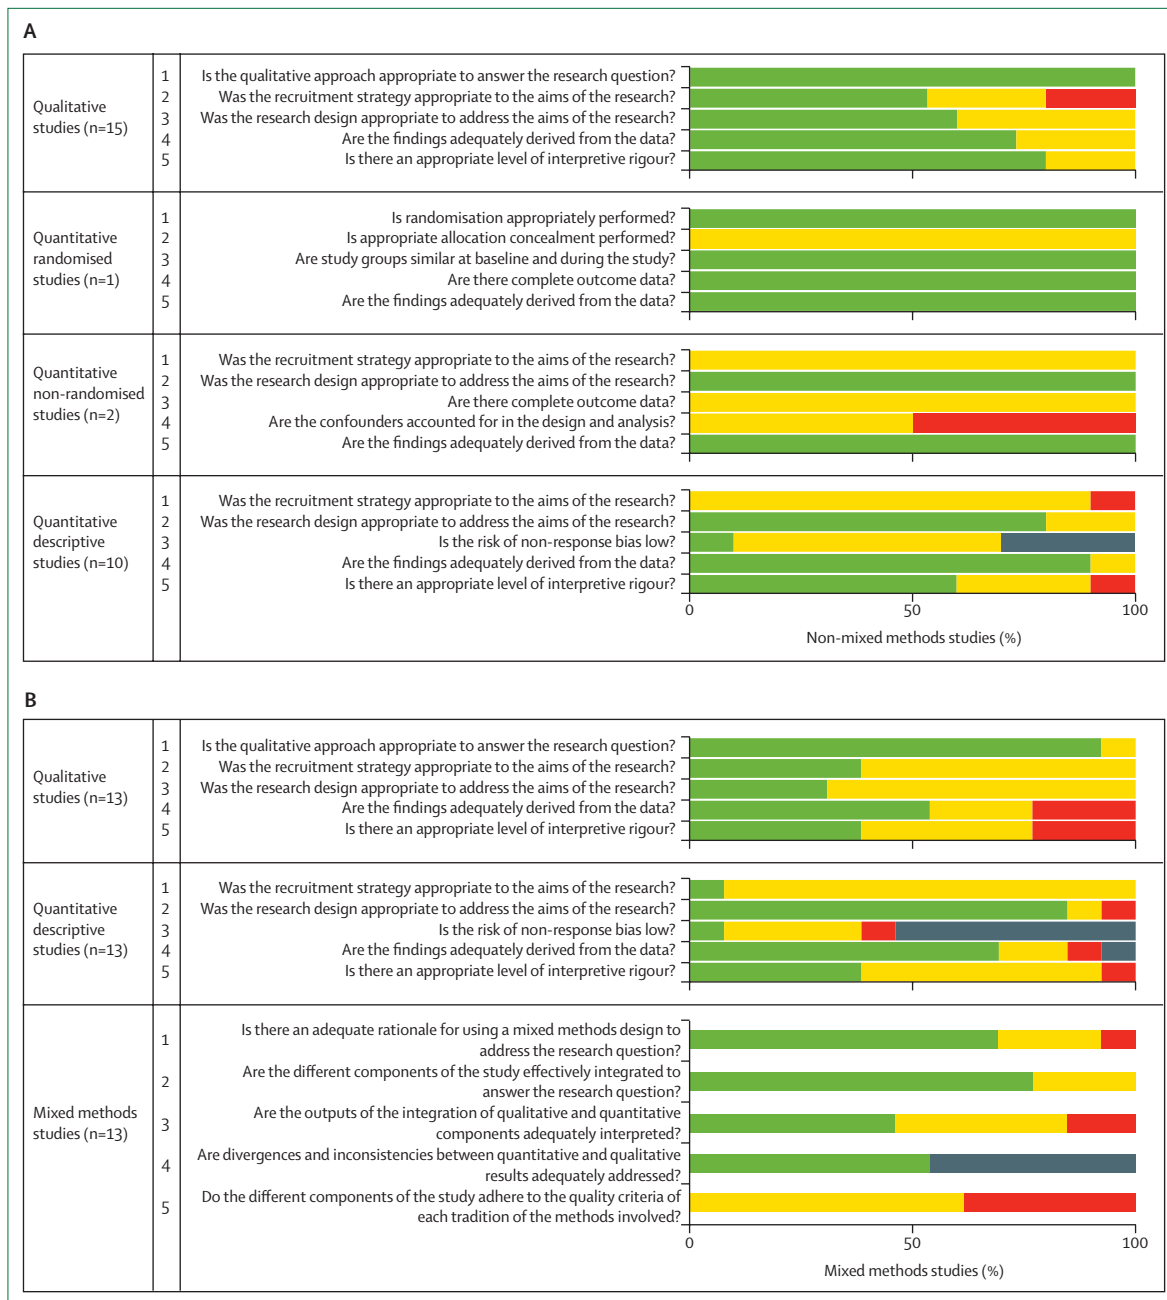 A
Qualitative
studies (n=15)
1 Is the qualitative approach appropriate to answer the research question?
2 Was the recruitment strategy appropriate to the aims of the research?
3 Was the research design appropriate to address the aims of the research?
4 Are the findings adequately derived from the data?
5 Is there an appropriate level of interpretive rigour?
0 50 100
Quantitative
randomised
studies (n=1)
1 Is randomisation appropriately performed?
2 Is appropriate allocation concealment performed?
3 Are study groups similar at baseline and during the study?
4 Are there complete outcome data?
5 Are the findings adequately derived from the data?
Quantitative
non-randomised
studies (n=2)
1 Was the recruitment strategy appropriate to the aims of the research?
2 Was the research design appropriate to address the aims of the research?
3 Are there complete outcome data?
4 Are the confounders accounted for in the design and analysis?
5 Are the findings adequately derived from the data?
Quantitative
descriptive
studies (n=10)
1 Was the recruitment strategy appropriate to the aims of the research?
2 Was the research design appropriate to address the aims of the research?
3 Is the risk of non-response bias low?
4 Are the findings adequately derived from the data?
5 Is there an appropriate level of interpretive rigour?
Non-mixed methods studies (%)
B
Qualitative
studies (n=13)
1 Is the qualitative approach appropriate to answer the research question?
2 Was the recruitment strategy appropriate to the aims of the research?
3 Was the research design appropriate to address the aims of the research?
4 Are the findings adequately derived from the data?
5 Is there an appropriate level of interpretive rigour?
Quantitative
descriptive
studies (n=13)
1 Was the recruitment strategy appropriate to the aims of the research?
2 Was the research design appropriate to address the aims of the research?
3 Is the risk of non-response bias low?
4 Are the findings adequately derived from the data?
5 Is there an appropriate level of interpretive rigour?
Mixed methods
studies (n=13)
1 Is there an adequate rationale for using a mixed methods design to
address the research question?
2 Are the different components of the study effectively integrated to
answer the research question?
3 Are the outputs of the integration of qualitative and quantitative
components adequately interpreted?
4 Are divergences and inconsistencies between quantitative and qualitative
results adequately addressed?
5 Do the different components of the study adhere to the quality criteria of
each tradition of the methods involved?
0 50 100
Mixed methods studies (%)